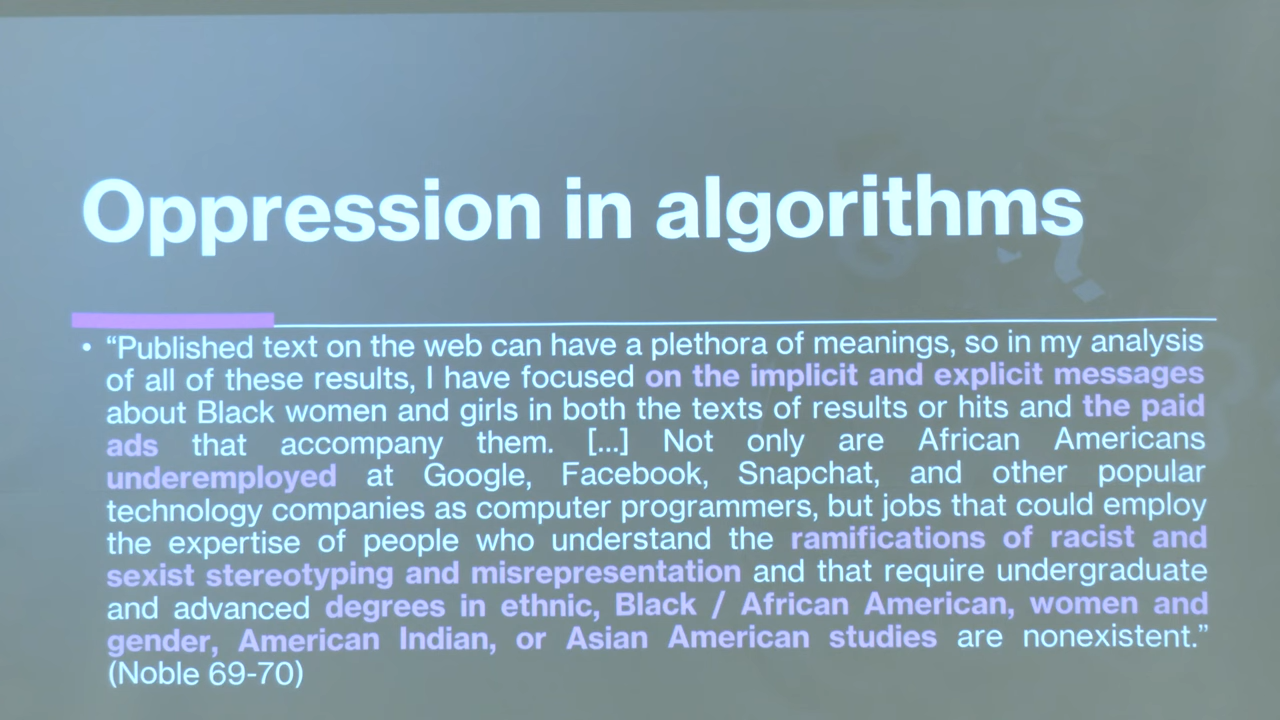 Oppression in algorithms
• “Published text on the web can have a plethora of meanings, so in my analysis
of all of these results, I have focused on the implicit and explicit messages
about Black women and girls in both the texts of results or hits and the paid
ads that accompany them. [...] Not only are African Americans
underemployed at Google, Facebook, Snapchat, and other popular
technology companies as computer programmers, but jobs that could employ
the expertise of people who understand the ramifications of racist and
sexist stereotyping and misrepresentation and that require undergraduate
and advanced degrees in ethnic, Black / African American, women and
gender, American Indian, or Asian American studies are nonexistent.”
(Noble 69-70)